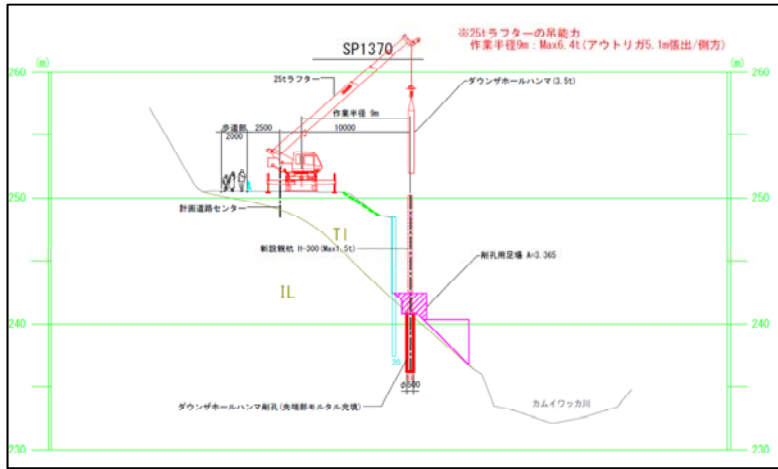 ※25tラフターの吊能力
作業半径9m：Max6.4t(アウトリガ5.1m張出/側方)
SP1370
(m)
(m)
260
260
25tラフター
ダウンザホールハンマ(3.5t)
作業半径 9m
歩道部
2000
2500
10000
250
250
計画道路センター
TI
新設親杭 H-300(Max1.5t)
削孔用足場 A=3.365
IL
240
240
20
φ500
ダウンザホールハンマ削孔(先端部モルタル充填)
カムイワッカ川
230
230